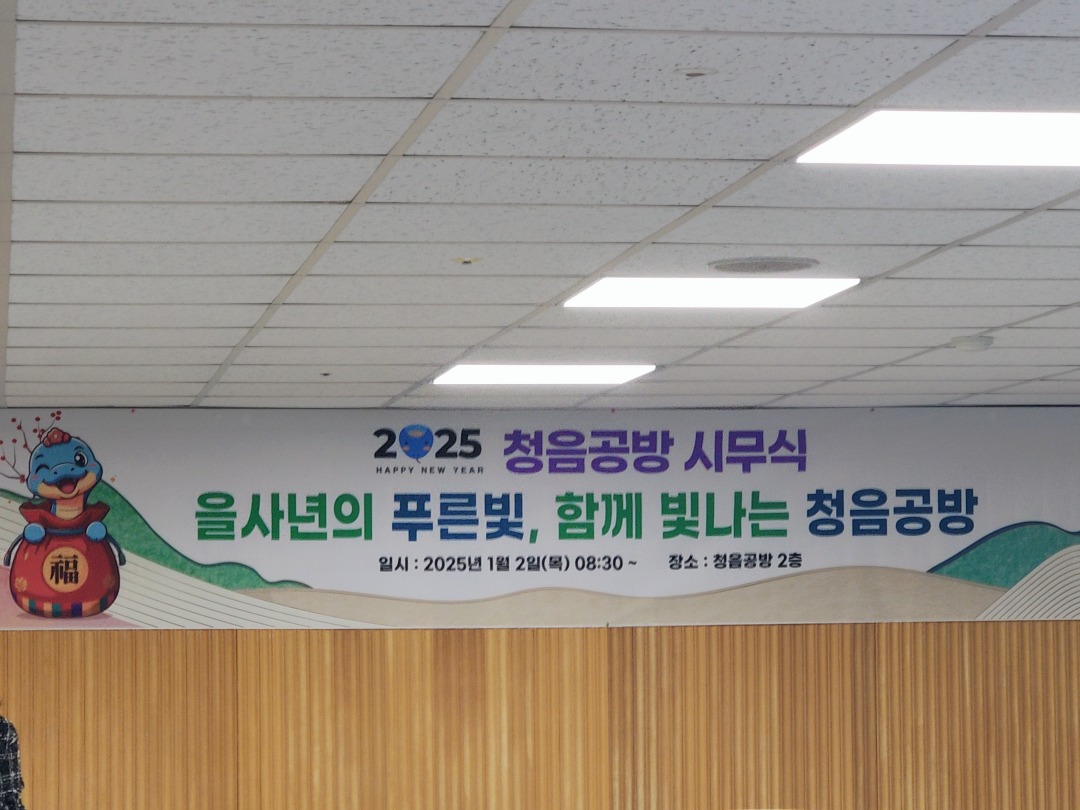 2025 청음공방 시무식
HAPPY NEW YEAR
을사년의 푸른빛, 함께 빛나는 청음공방
일시 : 2025년 1월 2일(목) 08:30 ~ 장소 : 청음공방 2층
福